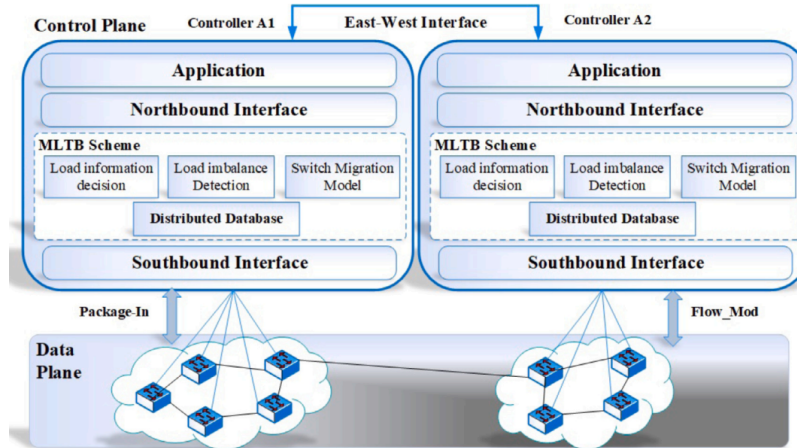 Control Plane
Controller A1
East-West Interface
Controller A2
Application
Northbound Interface
MLTB Scheme
Load information
decision
Load imbalance
Detection
Switch Migration
Model
Distributed Database
Southbound Interface
Application
Northbound Interface
MLTB Scheme
Load information
decision
Load imbalance
Detection
Switch Migration
Model
Distributed Database
Southbound Interface
Package-In
Flow_Mod
Data
Plane